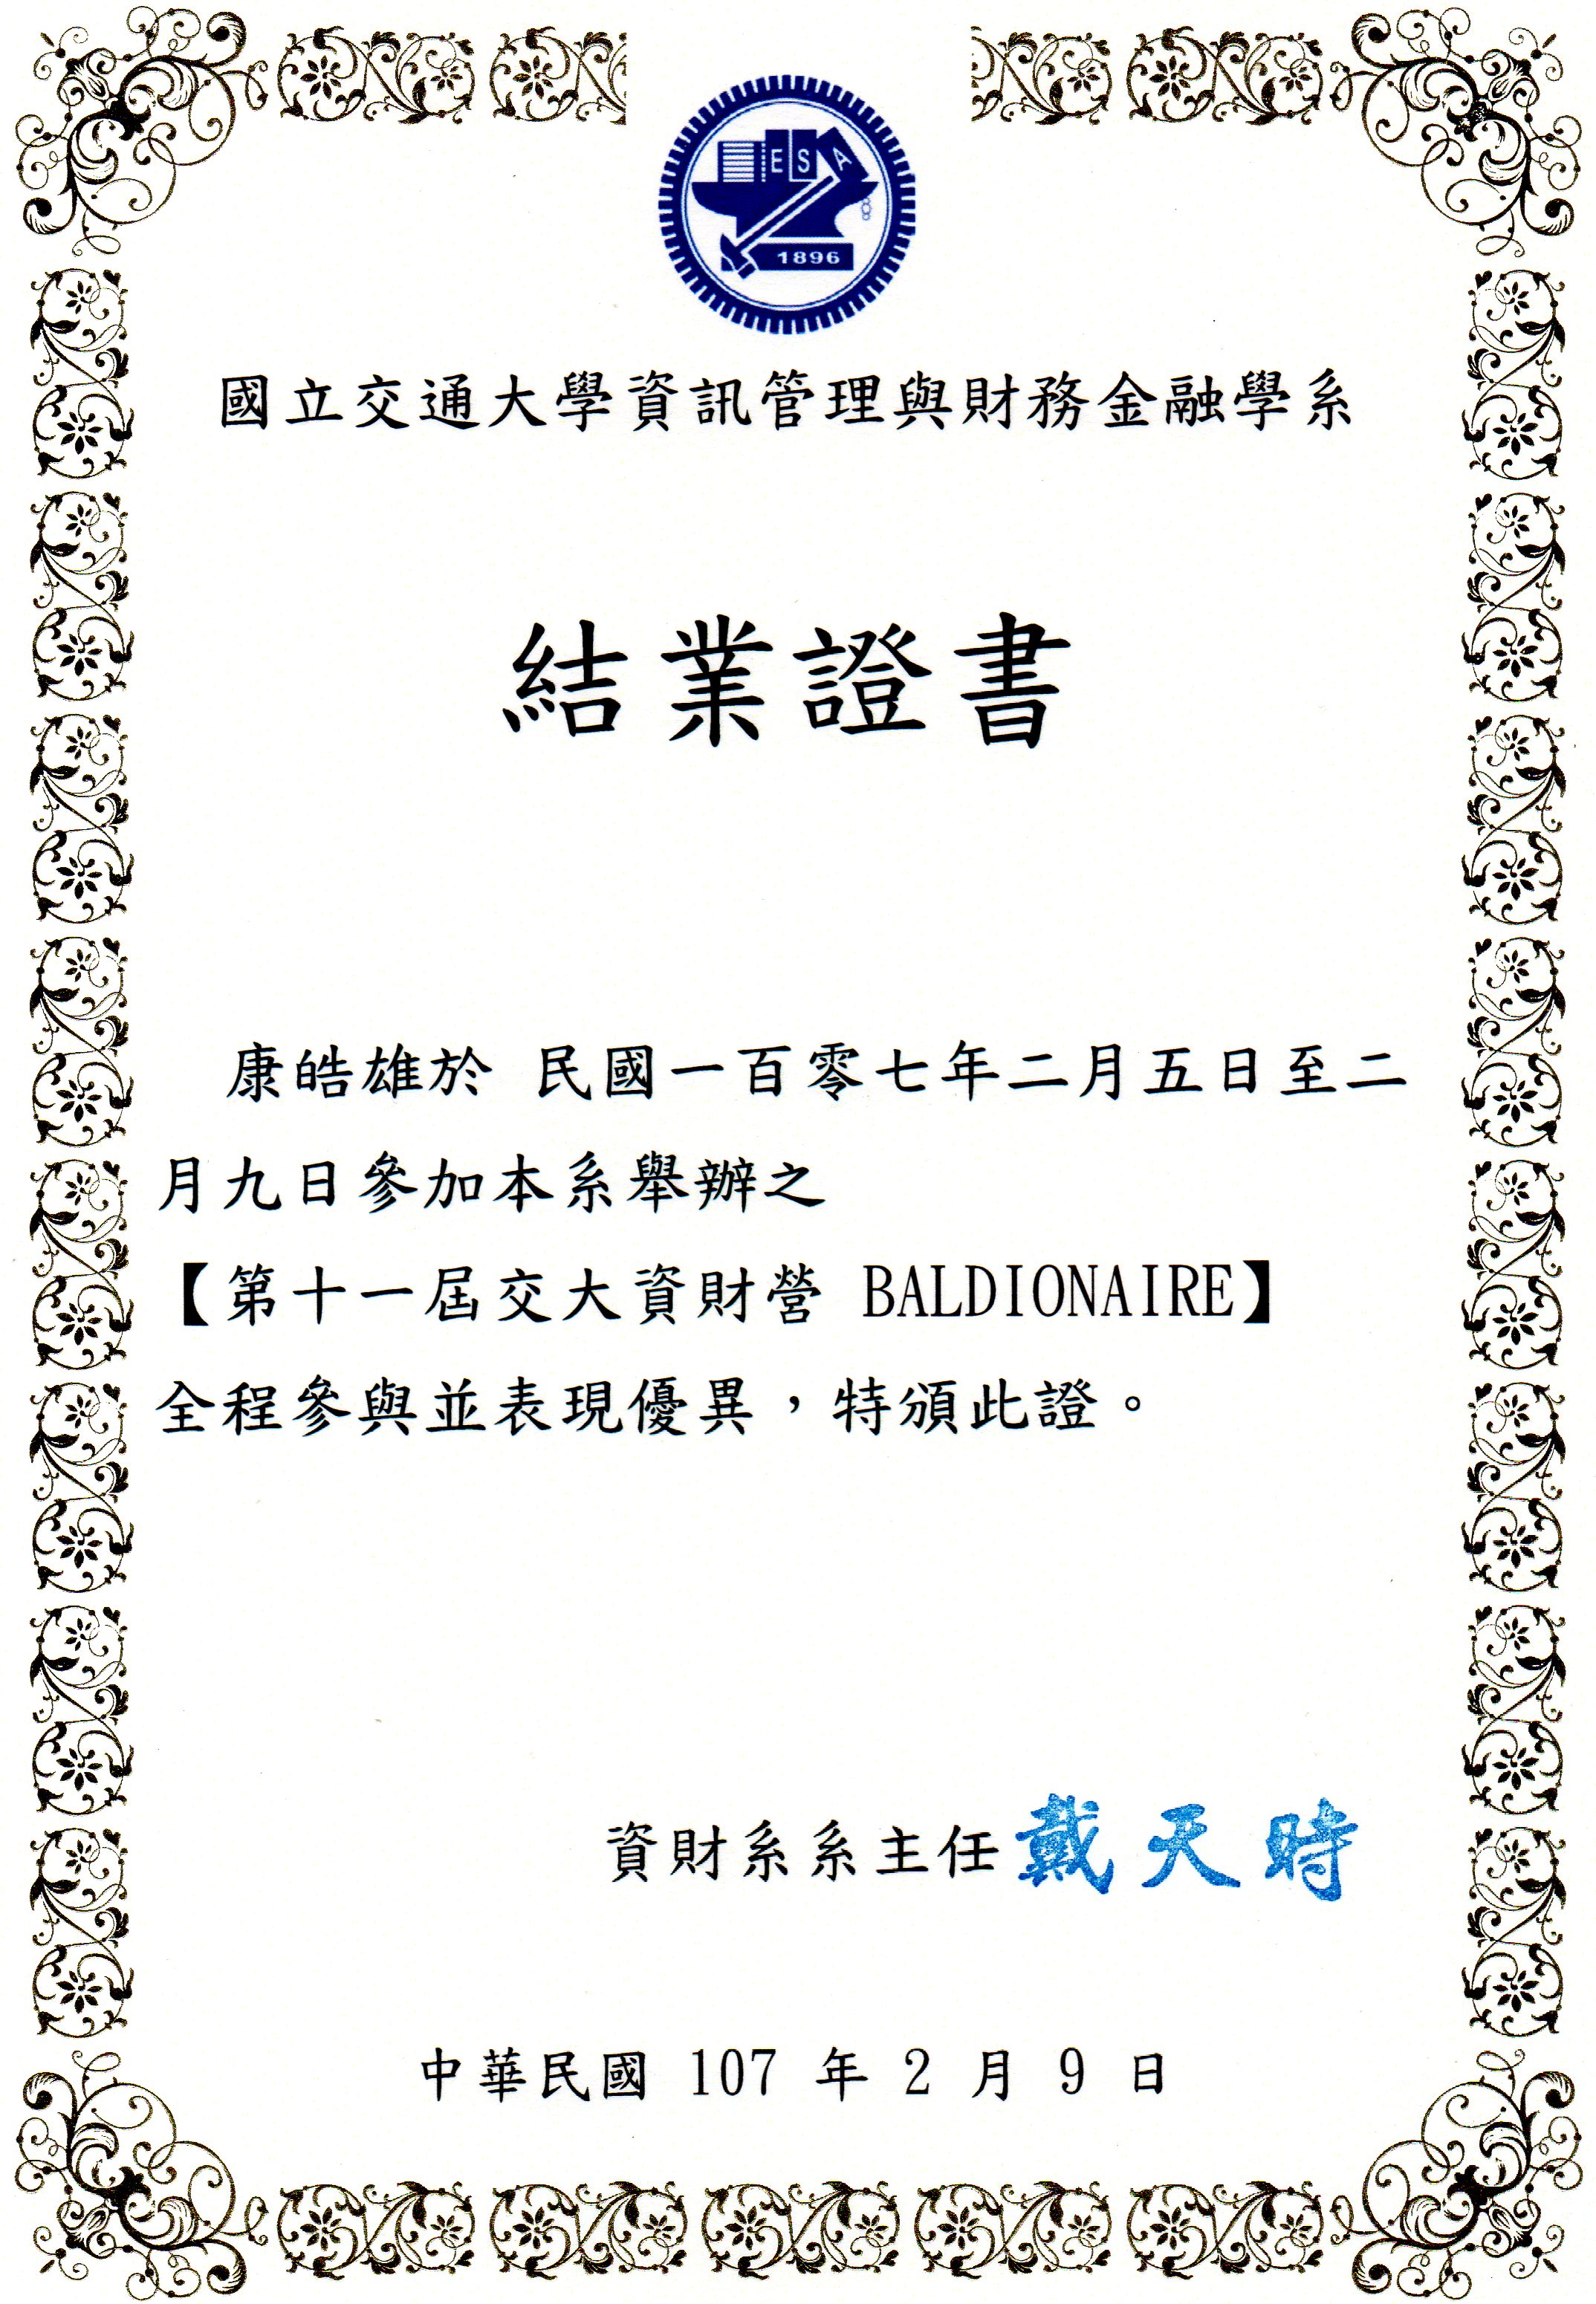 E S A
1896
國立交通大學資訊管理與財務金融學系
結業證書
康皓雄於 民國一百零七年二月五日至二
月九日參加本系舉辦之
【第十一屆交大資財營 BALDIONAIRE】
全程參與並表現優異，特頒此證。
資財系系主任戴天時
中華民國 107 年 2 月 9 日